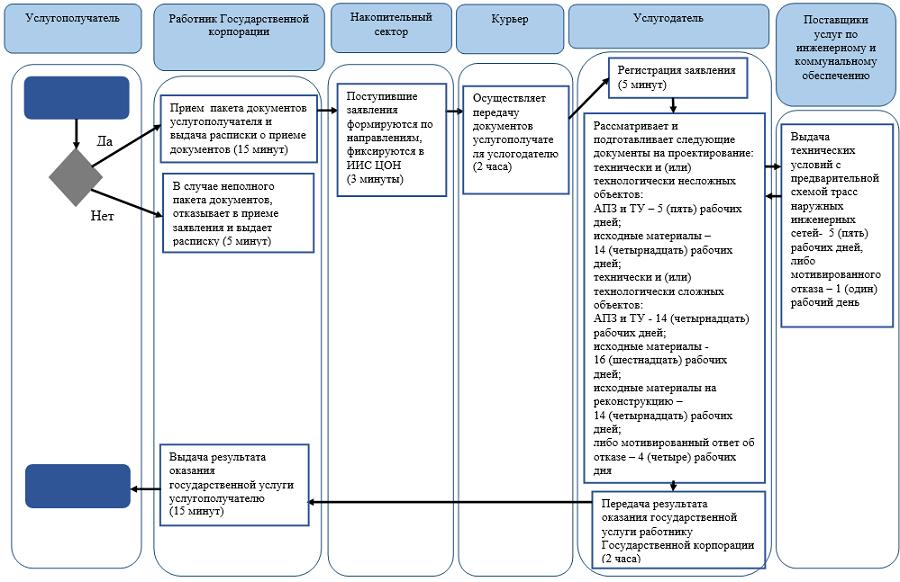 Услугополучатель
Работник Государственной
корпорации
Накопительный
сектор
Курьер
Услугодатель
Поставщики
услуг по
инженерному и
коммунальному
обеспечению
Да
Нет
Прием пакета документов
услугополучателя и
выдача расписки о приеме
документов (15 минут)
В случае неполного
пакета документов,
отказывает в приеме
заявления и выдает
расписку (5 минут)
Поступившие
заявления
формируются по
направлениям,
фиксируются в
ИИС ЦОН
(3 минуты)
Осуществляет
передачу
документов
услугополучате
ля услогодателю
(2 часа)
Регистрация заявления
(5 минут)
Рассматривает и
подготавливает следующие
документы на проектирование:
технически и (или)
технологически несложных
объектов:
АПЗ и ТУ – 5 (пять) рабочих
дней;
исходные материалы –
14 (четырнадцать) рабочих
дней;
технически и (или)
технологически сложных
объектов:
АПЗ и ТУ - 14 (четырнадцать)
рабочих дней;
исходные материалы -
16 (шестнадцать) рабочих
дней;
исходные материалы на
реконструкцию –
14 (четырнадцать) рабочих
дней;
либо мотивированный ответ об
отказе – 4 (четыре) рабочих
дня
Выдача
технических
условий с
предварительной
схемой трасс
наружных
инженерных
сетей- 5 (пять)
рабочих дней,
либо
мотивированного
отказа – 1 (один)
рабочий день
Передача результата
оказания государственной
услуги работнику
Государственной корпорации
(2 часа)
Выдача результата
оказания
государственной услуги
услугополучателю
(15 минут)